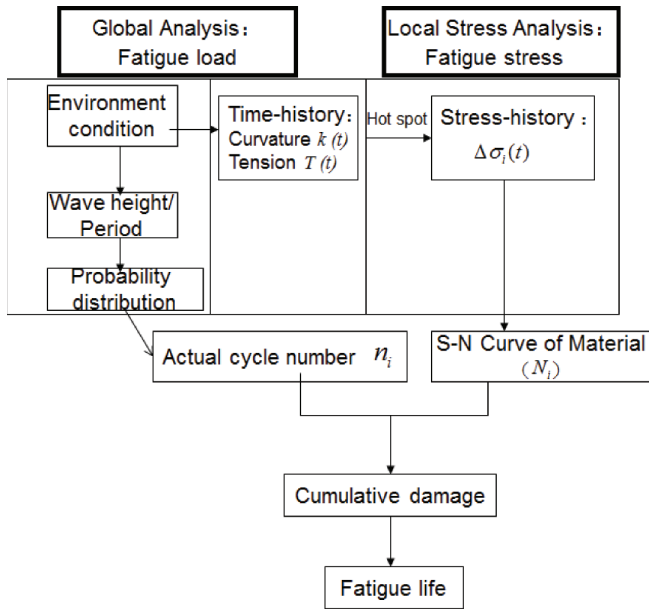 Global Analysis：
Fatigue load
Local Stress Analysis：
Fatigue stress
Environment
condition
Time-history：
Curvature k(t)
Tension T(t)
Hot spot
Stress-history：
Δσᵢ(t)
Wave height/
Period
Probability
distribution
Actual cycle number nᵢ
S-N Curve of Material
(Nᵢ)
Cumulative damage
Fatigue life